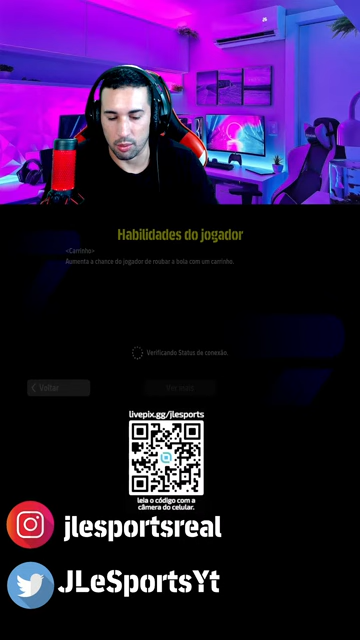 Habilidades do jogador
<Carrinho>
Aumenta a chance do jogador de roubar a bola com um carrinho.
Verificando Status de conexão.
Voltar
livepix.gg/jlesports
leia o código com a
câmera do celular.
jlesportsreal
JLeSportsYt